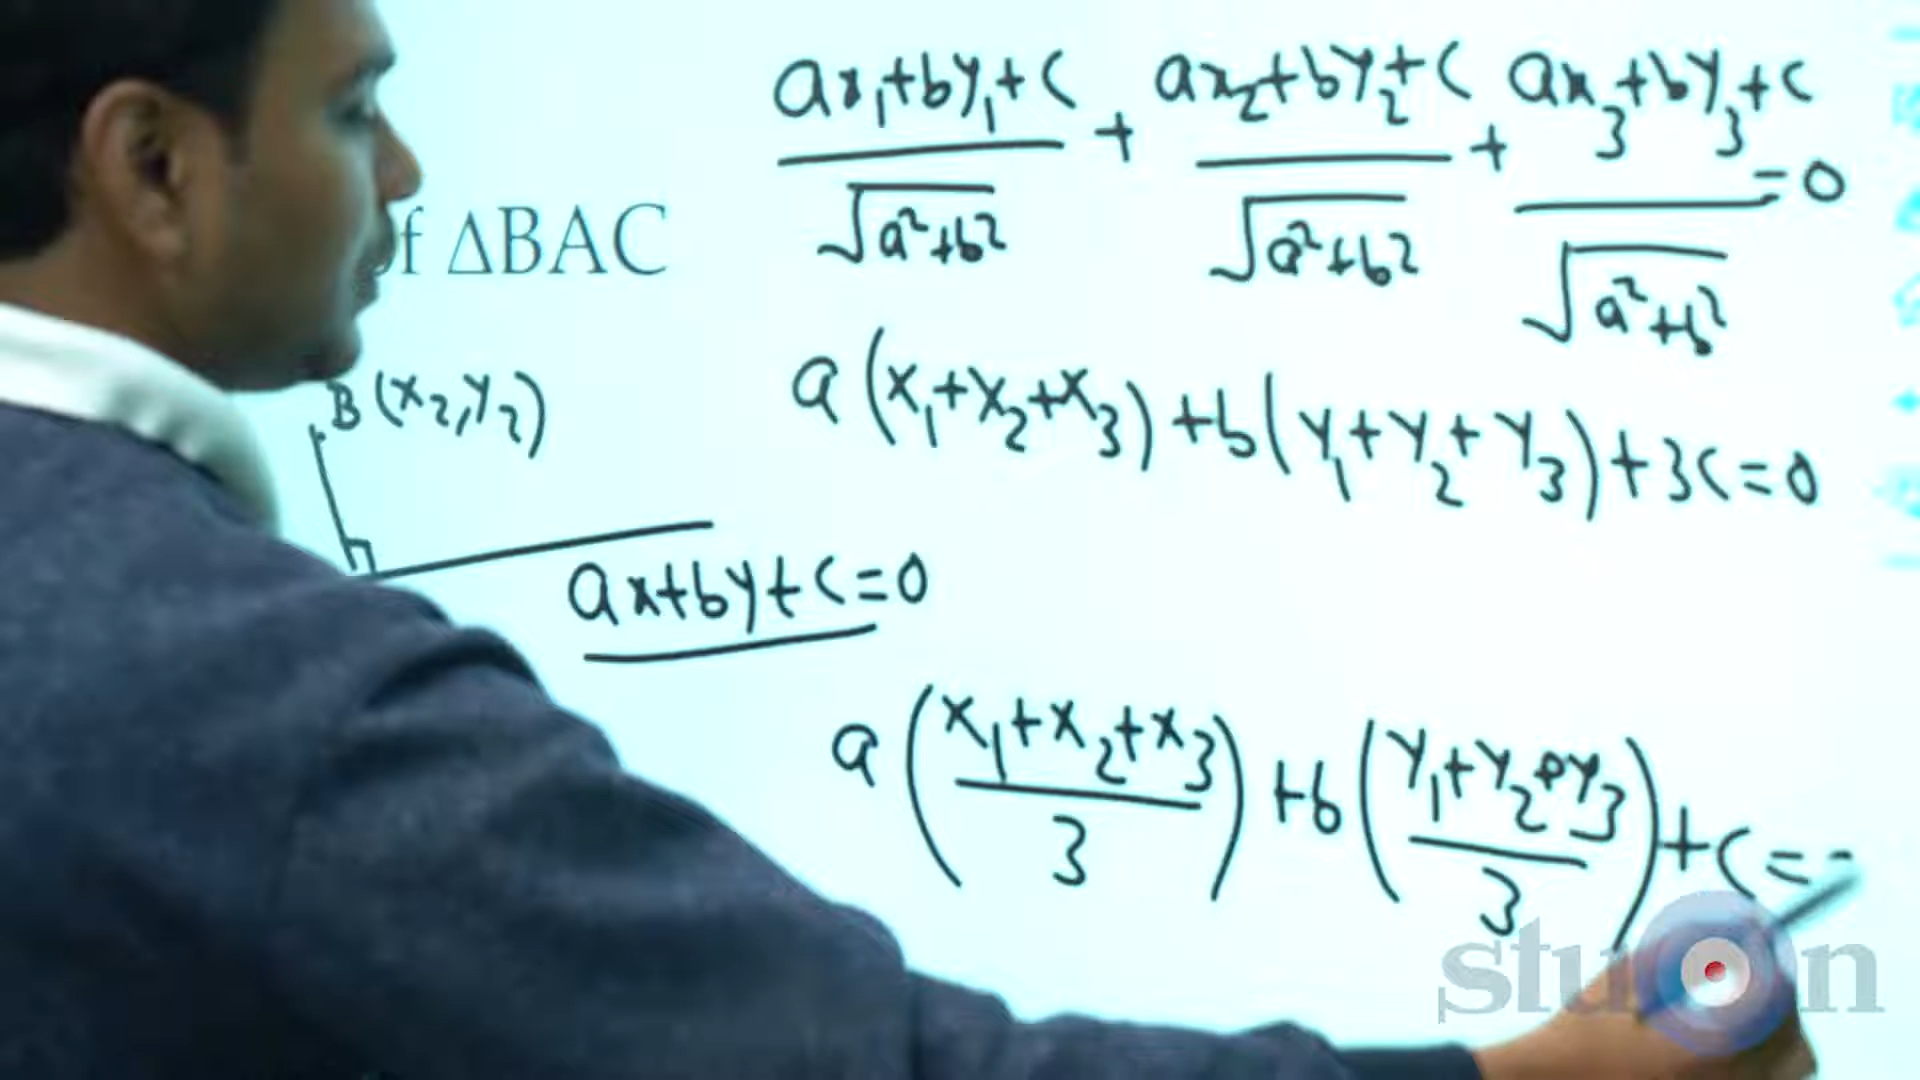 (ax₁+by₁+c)/√(a²+b²) + (ax₂+by₂+c)/√(a²+b²) + (ax₃+by₃+c)/√(a²+b²) = 0
f ΔBAC
a(x₁+x₂+x₃)+b(y₁+y₂+y₃)+3c=0
B(x₂,y₂)
ax+by+c=0
a((x₁+x₂+x₃)/3)+b((y₁+y₂+y₃)/3)+c=
stuon